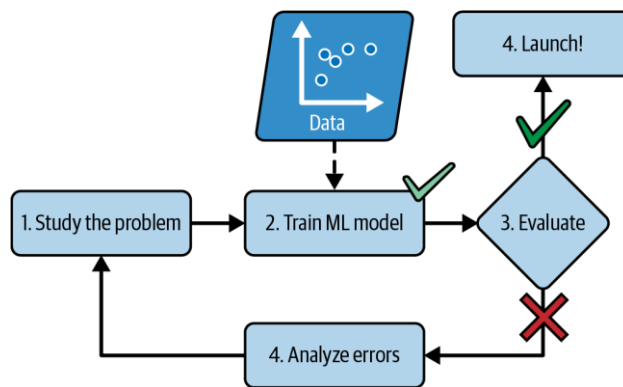 4. Launch!
Data
1. Study the problem
2. Train ML model
3. Evaluate
4. Analyze errors